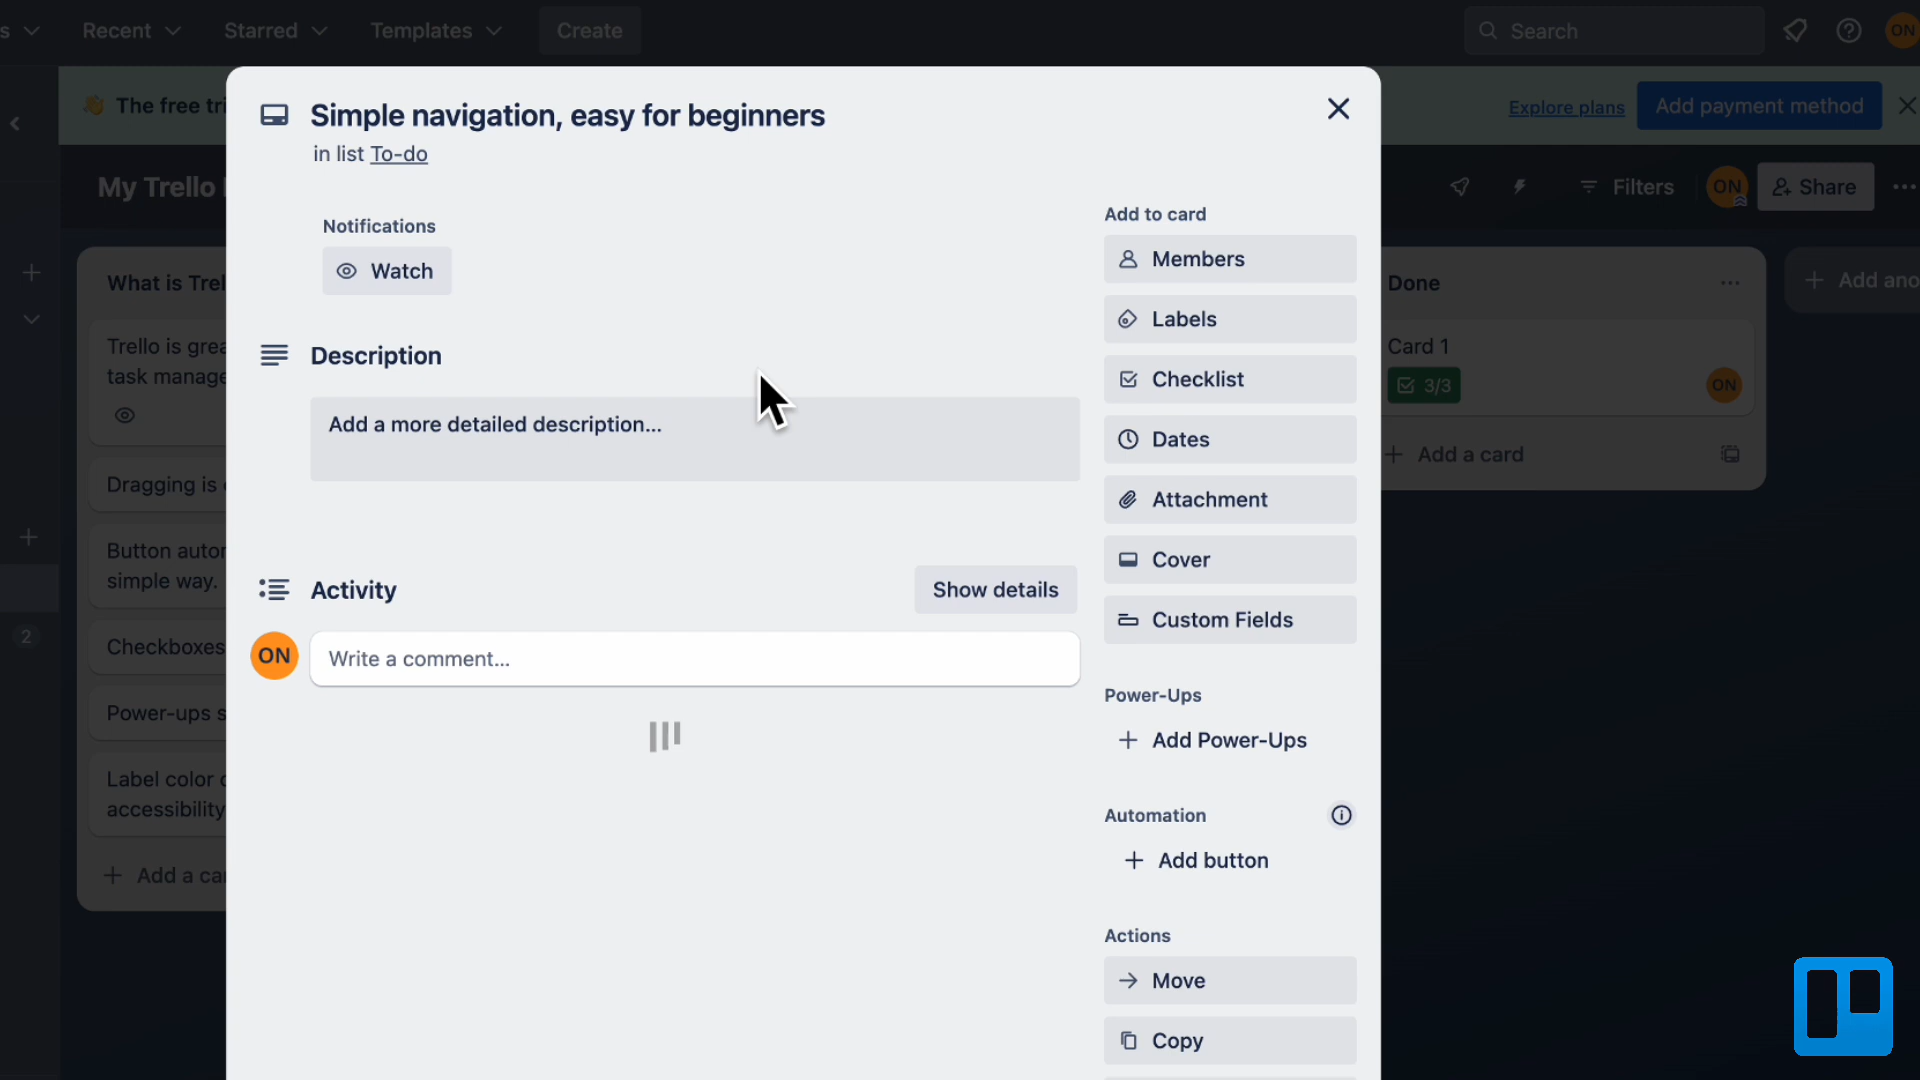 s
Recent
Starred
Templates
Create
Search
ON
The free tri
Explore plans
Add payment method
My Trello
Filters
ON
Share
Simple navigation, easy for beginners
in list To-do
Notifications
Watch
Description
Add a more detailed description...
Activity
Show details
ON
Write a comment...
Add to card
Members
Labels
Checklist
Dates
Attachment
Cover
Custom Fields
Power-Ups
Add Power-Ups
Automation
Add button
Actions
Move
Copy
2
What is Trel
Trello is grea
task manage
Dragging is
Button autor
simple way.
Checkboxes
Power-ups s
Label color
accessibility
Add a car
Done
Card 1
3/3
ON
Add a card
Add ano